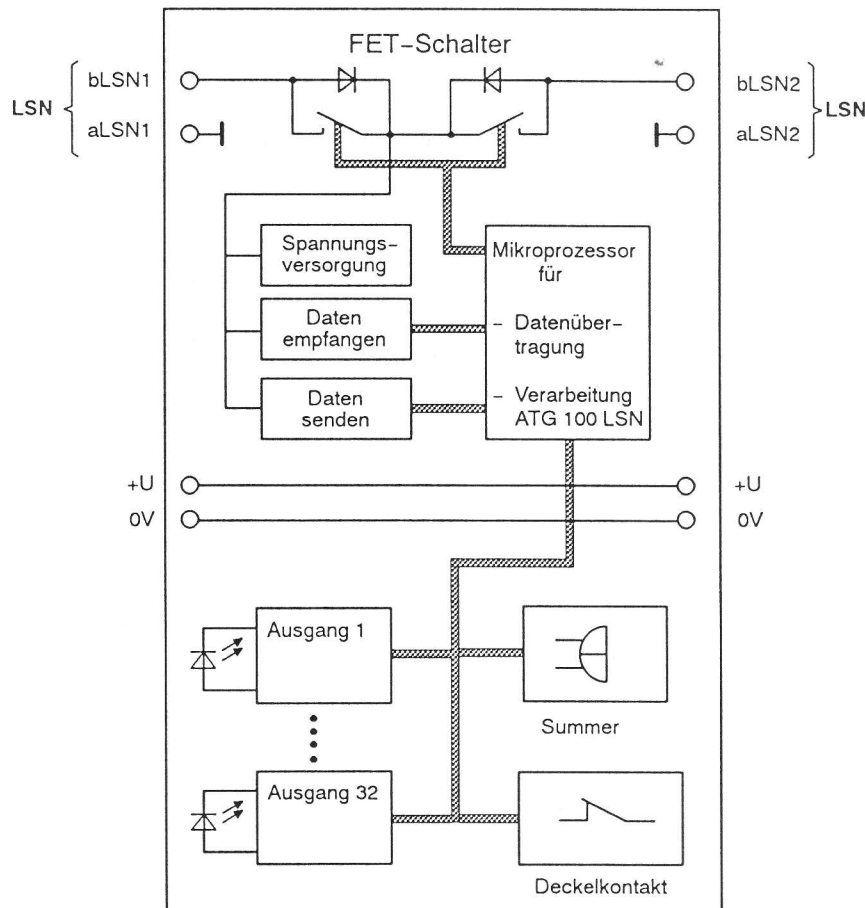 FET-Schalter
bLSN1
bLSN2
LSN
LSN
aLSN1
aLSN2
Spannungs-
versorgung
Mikroprozessor
für
Daten
empfangen
- Datenüber-
tragung
Daten
senden
- Verarbeitung
ATG 100 LSN
+U
+U
0V
0V
Ausgang 1
Summer
Ausgang 32
Deckelkontakt